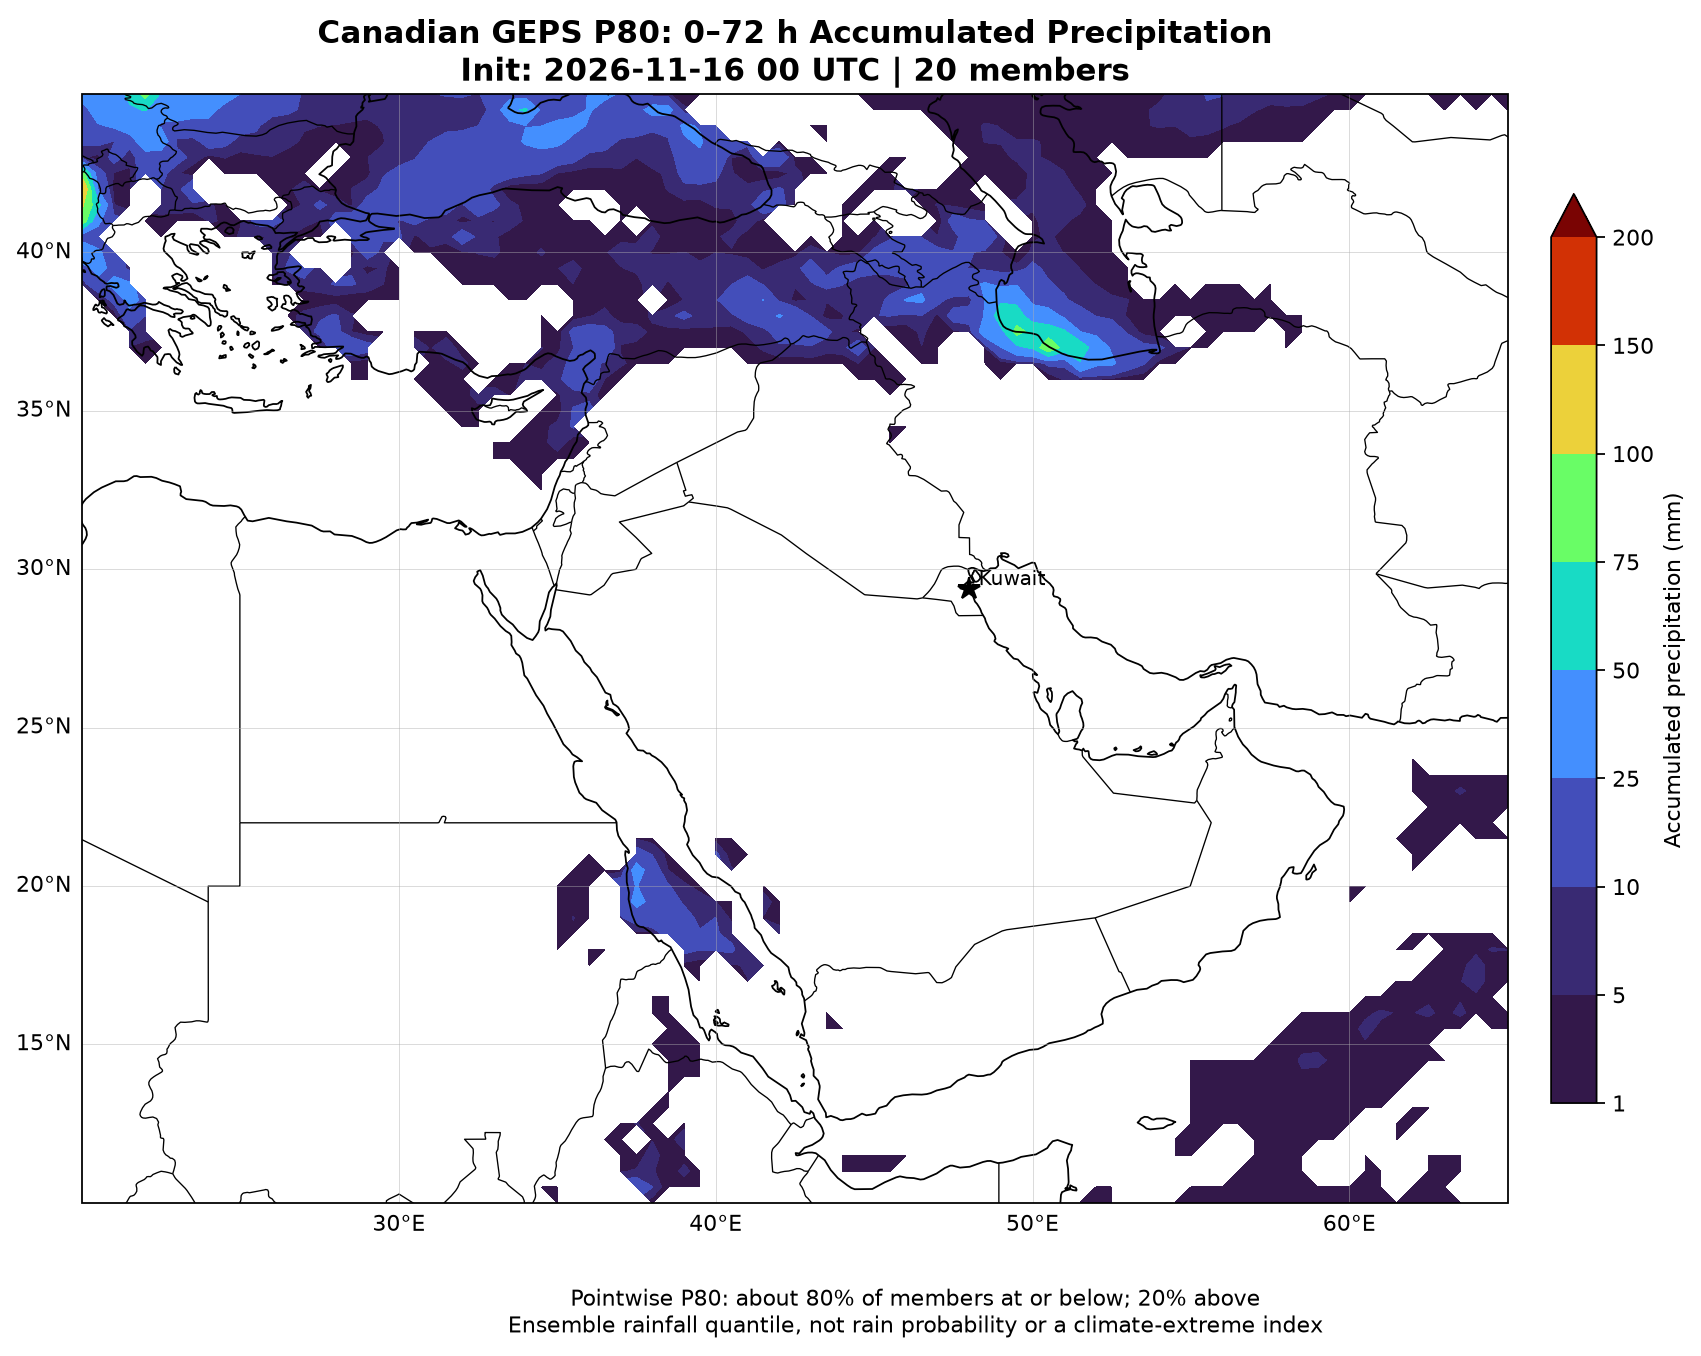 Canadian GEPS P80: 0–72 h Accumulated Precipitation
Init: 2026-11-16 00 UTC | 20 members
40°N
35°N
30°N
25°N
20°N
15°N
30°E
40°E
50°E
60°E
Kuwait
200
150
100
75
50
25
10
5
1
Accumulated precipitation (mm)
Pointwise P80: about 80% of members at or below; 20% above
Ensemble rainfall quantile, not rain probability or a climate-extreme index